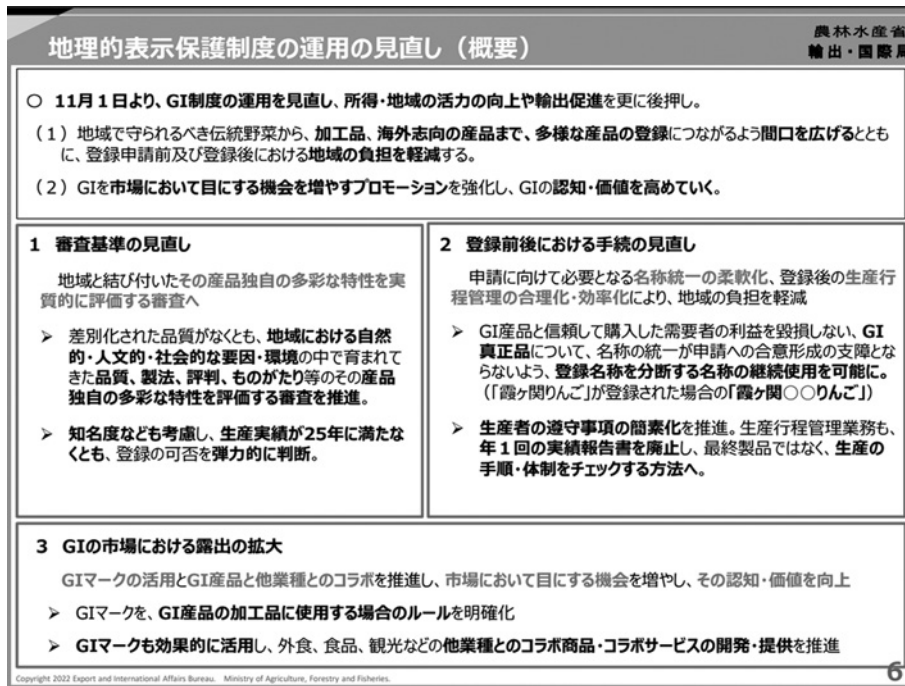 地理的表示保護制度の運用の見直し（概要）
農林水産省
輸出・国際局
○ 11月１日より、GI制度の運用を見直し、所得・地域の活力の向上や輸出促進を更に後押し。
（１）地域で守られるべき伝統野菜から、加工品、海外志向の産品まで、多様な産品の登録につながるよう間口を広げるととも
に、登録申請前及び登録後における地域の負担を軽減する。
（２）GIを市場において目にする機会を増やすプロモーションを強化し、GIの認知・価値を高めていく。
1 審査基準の見直し
地域と結び付いたその産品独自の多彩な特性を実
質的に評価する審査へ
➢ 差別化された品質がなくとも、地域における自然
的・人文的・社会的な要因・環境の中で育まれて
きた品質、製法、評判、ものがたり等のその産品
独自の多彩な特性を評価する審査を推進。
➢ 知名度なども考慮し、生産実績が25年に満たな
くとも、登録の可否を弾力的に判断。
2 登録前後における手続の見直し
申請に向けて必要となる名称統一の柔軟化、登録後の生産行
程管理の合理化・効率化により、地域の負担を軽減
➢ GI産品と信頼して購入した需要者の利益を毀損しない、GI
真正品について、名称の統一が申請への合意形成の支障とな
らないよう、登録名称を分断する名称の継続使用を可能に。
（「霞ヶ関りんご」が登録された場合の「霞ヶ関○○りんご」）
➢ 生産者の遵守事項の簡素化を推進。生産行程管理業務も、
年１回の実績報告書を廃止し、最終製品ではなく、生産の
手順・体制をチェックする方法へ。
3 GIの市場における露出の拡大
GIマークの活用とGI産品と他業種とのコラボを推進し、市場において目にする機会を増やし、その認知・価値を向上
➢ GIマークを、GI産品の加工品に使用する場合のルールを明確化
➢ GIマークも効果的に活用し、外食、食品、観光などの他業種とのコラボ商品・コラボサービスの開発・提供を推進
Copyright 2022 Export and International Affairs Bureau. Ministry of Agriculture, Forestry and Fisheries.
6